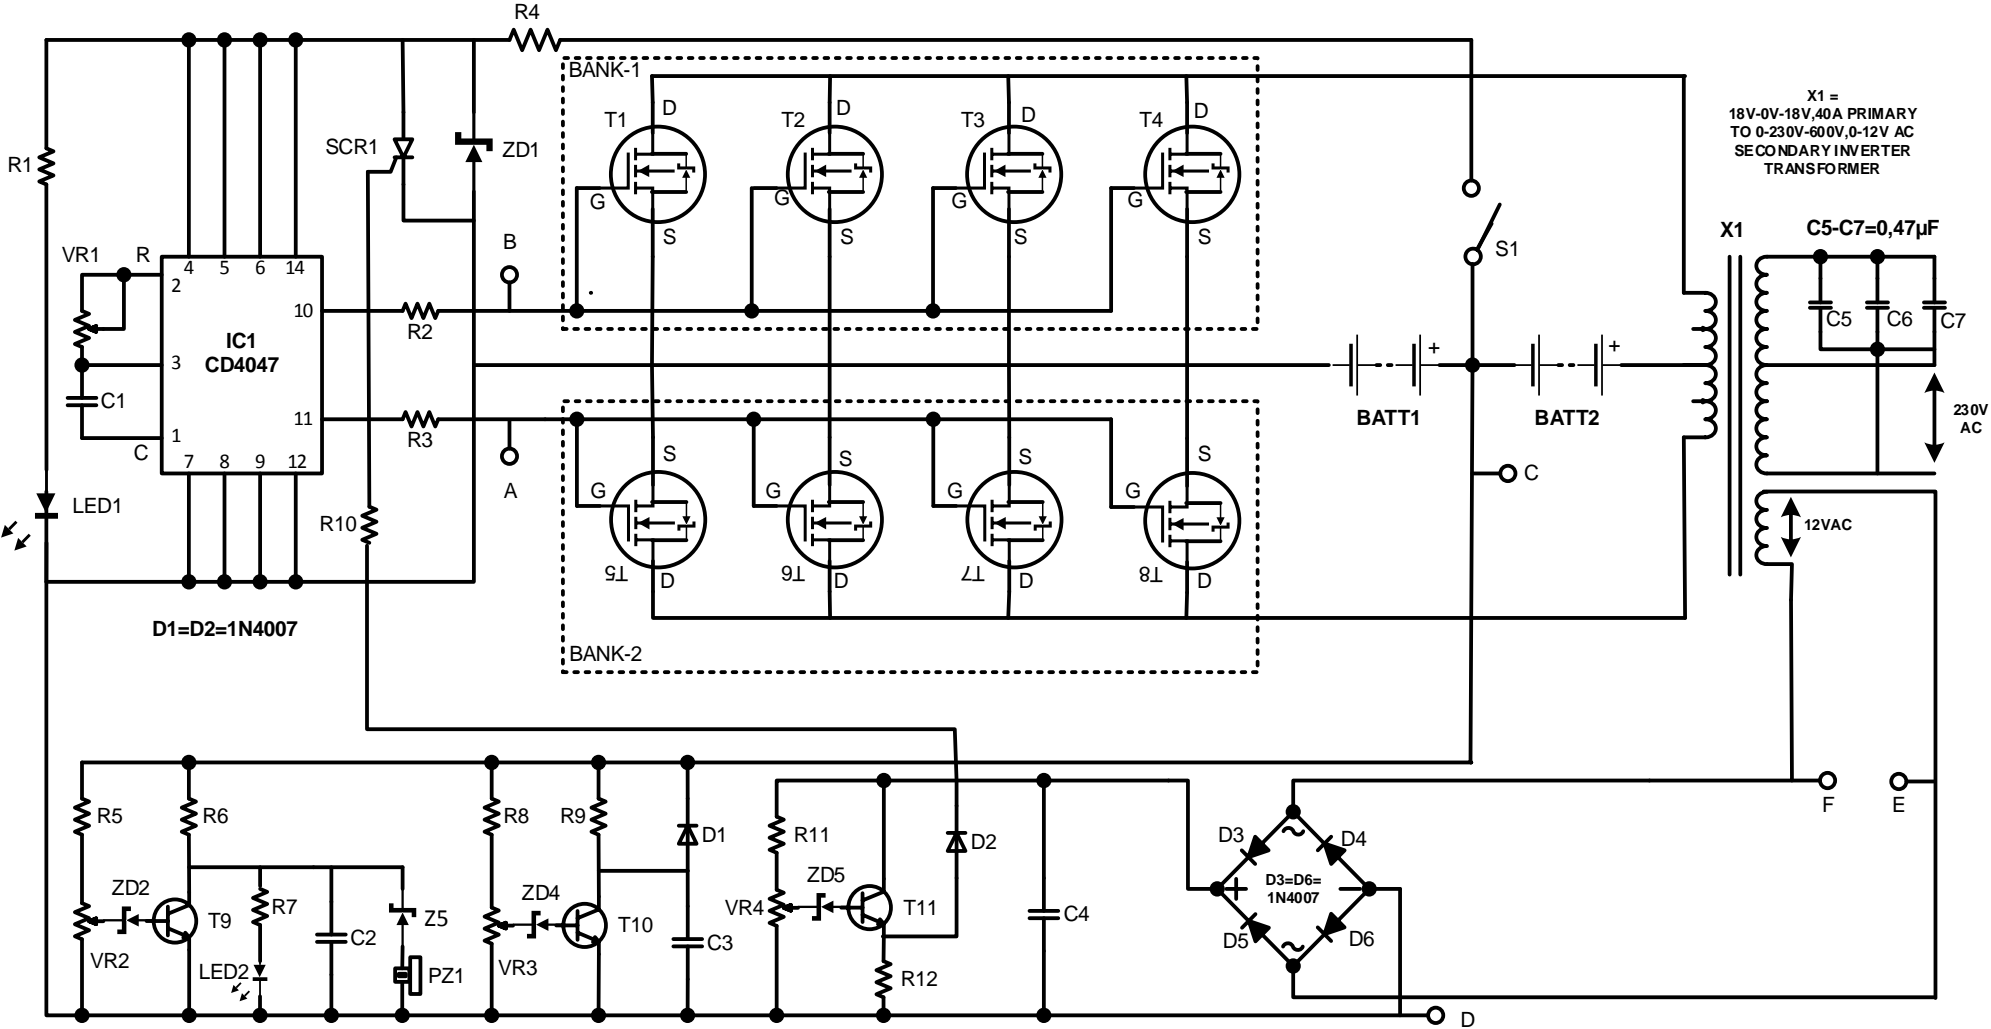 R4
BANK-1
X1 =
18V-0V-18V,40A PRIMARY
TO 0-230V-600V,0-12V AC
SECONDARY INVERTER
TRANSFORMER
D D D D
T1 T2 T3 T4
R1
SCR1
ZD1
G G G G
S S S S
X1
C5-C7=0,47µF
S1
B
VR1
R
4 5 6 14
2
10
R2
IC1
CD4047
3
C5 C6 C7
+ +
BATT1 BATT2
230V
AC
C1
11
R3
1
C
7 8 9 12
A
S S S S
G G G G
C
LED1
R10
12VAC
T5 T6 T7 T8
D D D D
D1=D2=1N4007
BANK-2
F E
R5 R6 R8 R9 D1 R11 D2 D3 D4
ZD2 ZD4 ZD5
D3=D6=
1N4007
+ −
~ ~
T9 R7 Z5 T10 VR4 T11 C4
C2 C3 D5 D6
VR2 LED2 PZ1 VR3 R12
D